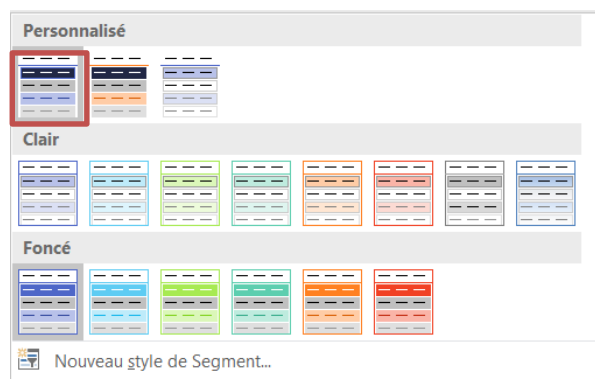 Personnalisé
Clair
Foncé
Nouveau style de Segment...